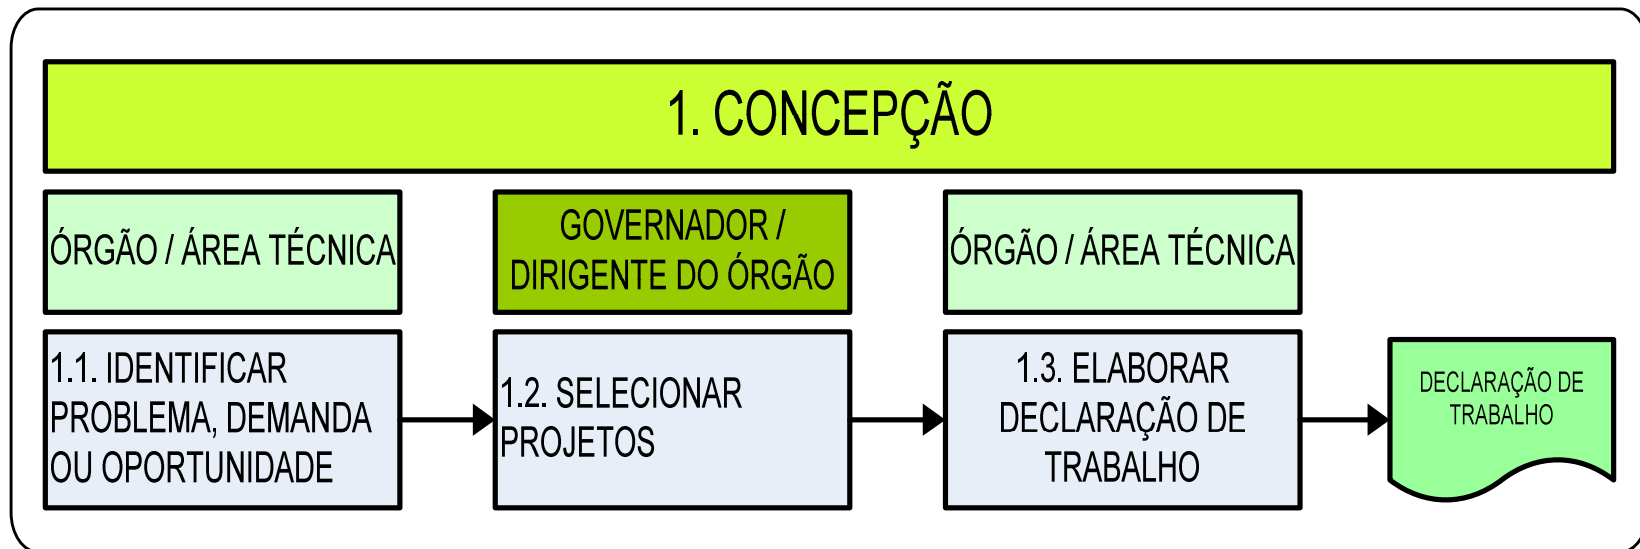 1. CONCEPÇÃO
ÓRGÃO / ÁREA TÉCNICA
GOVERNADOR /
DIRIGENTE DO ÓRGÃO
ÓRGÃO / ÁREA TÉCNICA
1.1. IDENTIFICAR
PROBLEMA, DEMANDA
OU OPORTUNIDADE
1.2. SELECIONAR
PROJETOS
1.3. ELABORAR
DECLARAÇÃO DE
TRABALHO
DECLARAÇÃO DE
TRABALHO